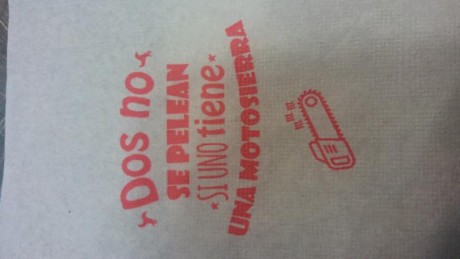 Dos no
SE PELEAN
SI UNO tiene
UNA MOTOSIERRA